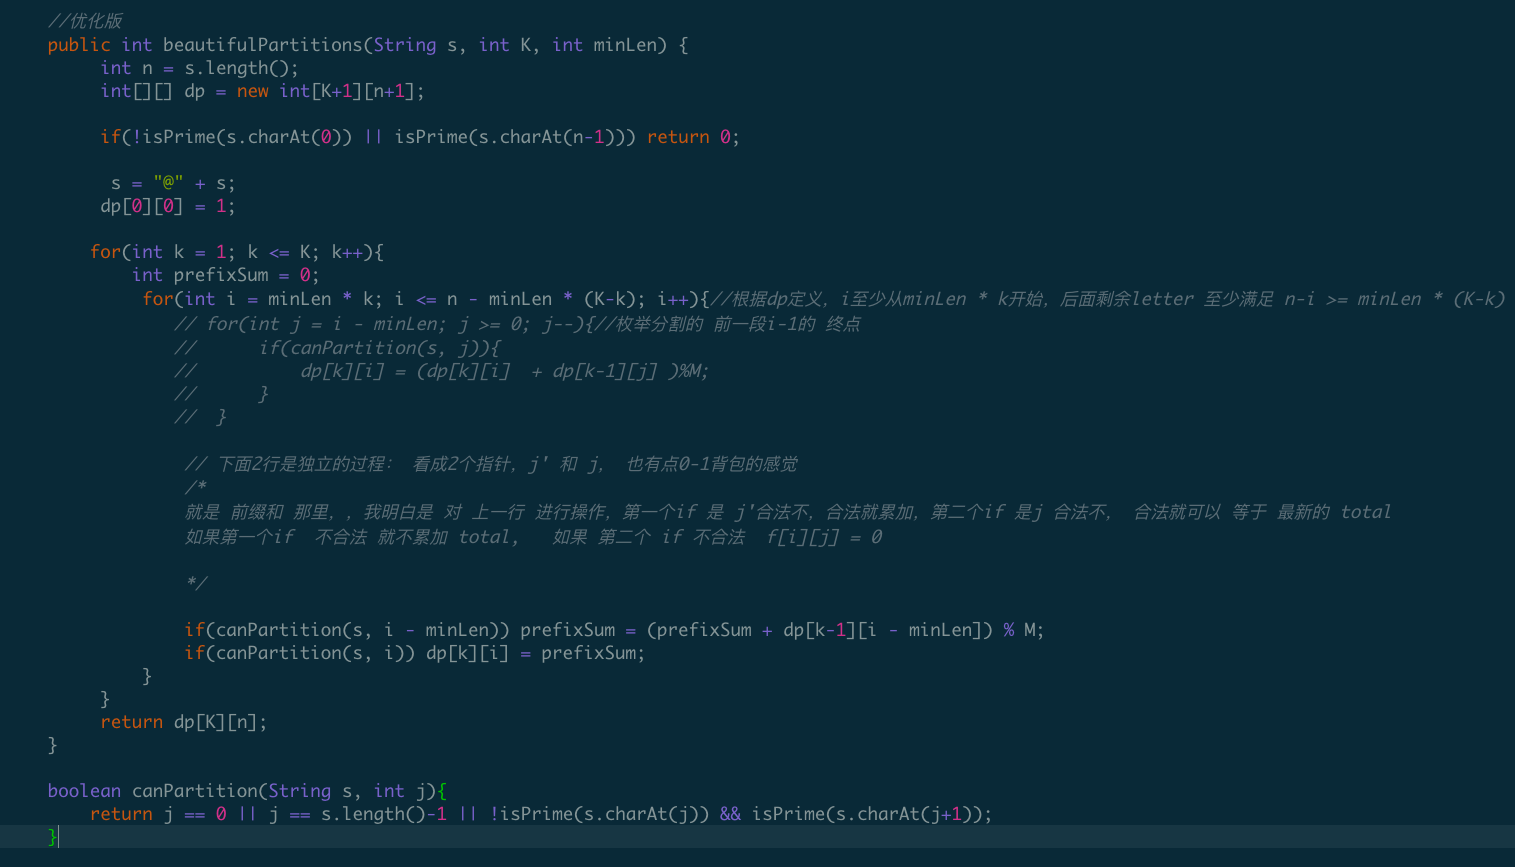 //优化版
public int beautifulPartitions(String s, int K, int minLen) {
int n = s.length();
int[][] dp = new int[K+1][n+1];
if(!isPrime(s.charAt(0)) || isPrime(s.charAt(n-1))) return 0;
s = "@" + s;
dp[0][0] = 1;
for(int k = 1; k <= K; k++){
int prefixSum = 0;
for(int i = minLen * k; i <= n - minLen * (K-k); i++){//根据dp定义，i至少从minLen * k开始，后面剩余letter 至少满足 n-i >= minLen * (K-k)
// for(int j = i - minLen; j >= 0; j--){//枚举分割的 前一段i-1的 终点
// if(canPartition(s, j)){
// dp[k][i] = (dp[k][i] + dp[k-1][j] )%M;
// }
// }
// 下面2行是独立的过程： 看成2个指针，j' 和 j， 也有点0-1背包的感觉
/*
就是 前缀和 那里，，我明白是 对 上一行 进行操作，第一个if 是 j'合法不，合法就累加，第二个if 是j 合法不， 合法就可以 等于 最新的 total
如果第一个if 不合法 就不累加 total， 如果 第二个 if 不合法 f[i][j] = 0
*/
if(canPartition(s, i - minLen)) prefixSum = (prefixSum + dp[k-1][i - minLen]) % M;
if(canPartition(s, i)) dp[k][i] = prefixSum;
}
}
return dp[K][n];
}
boolean canPartition(String s, int j){
return j == 0 || j == s.length()-1 || !isPrime(s.charAt(j)) && isPrime(s.charAt(j+1));
}